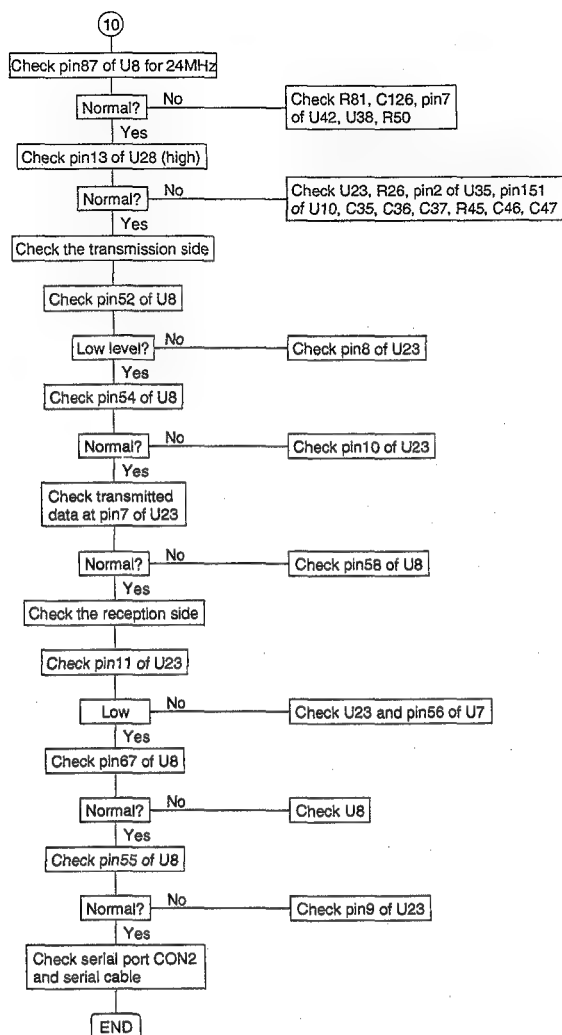 10
Check pin87 of U8 for 24MHz
Normal?
No
Check R81, C126, pin7
of U42, U38, R50
Yes
Check pin13 of U28 (high)
Normal?
No
Check U23, R26, pin2 of U35, pin151
of U10, C35, C36, C37, R45, C46, C47
Yes
Check the transmission side
Check pin52 of U8
Low level?
No
Check pin8 of U23
Yes
Check pin54 of U8
Normal?
No
Check pin10 of U23
Yes
Check transmitted
data at pin7 of U23
Normal?
No
Check pin58 of U8
Yes
Check the reception side
Check pin11 of U23
Low
No
Check U23 and pin56 of U7
Yes
Check pin67 of U8
Normal?
No
Check U8
Yes
Check pin55 of U8
Normal?
No
Check pin9 of U23
Yes
Check serial port CON2
and serial cable
END